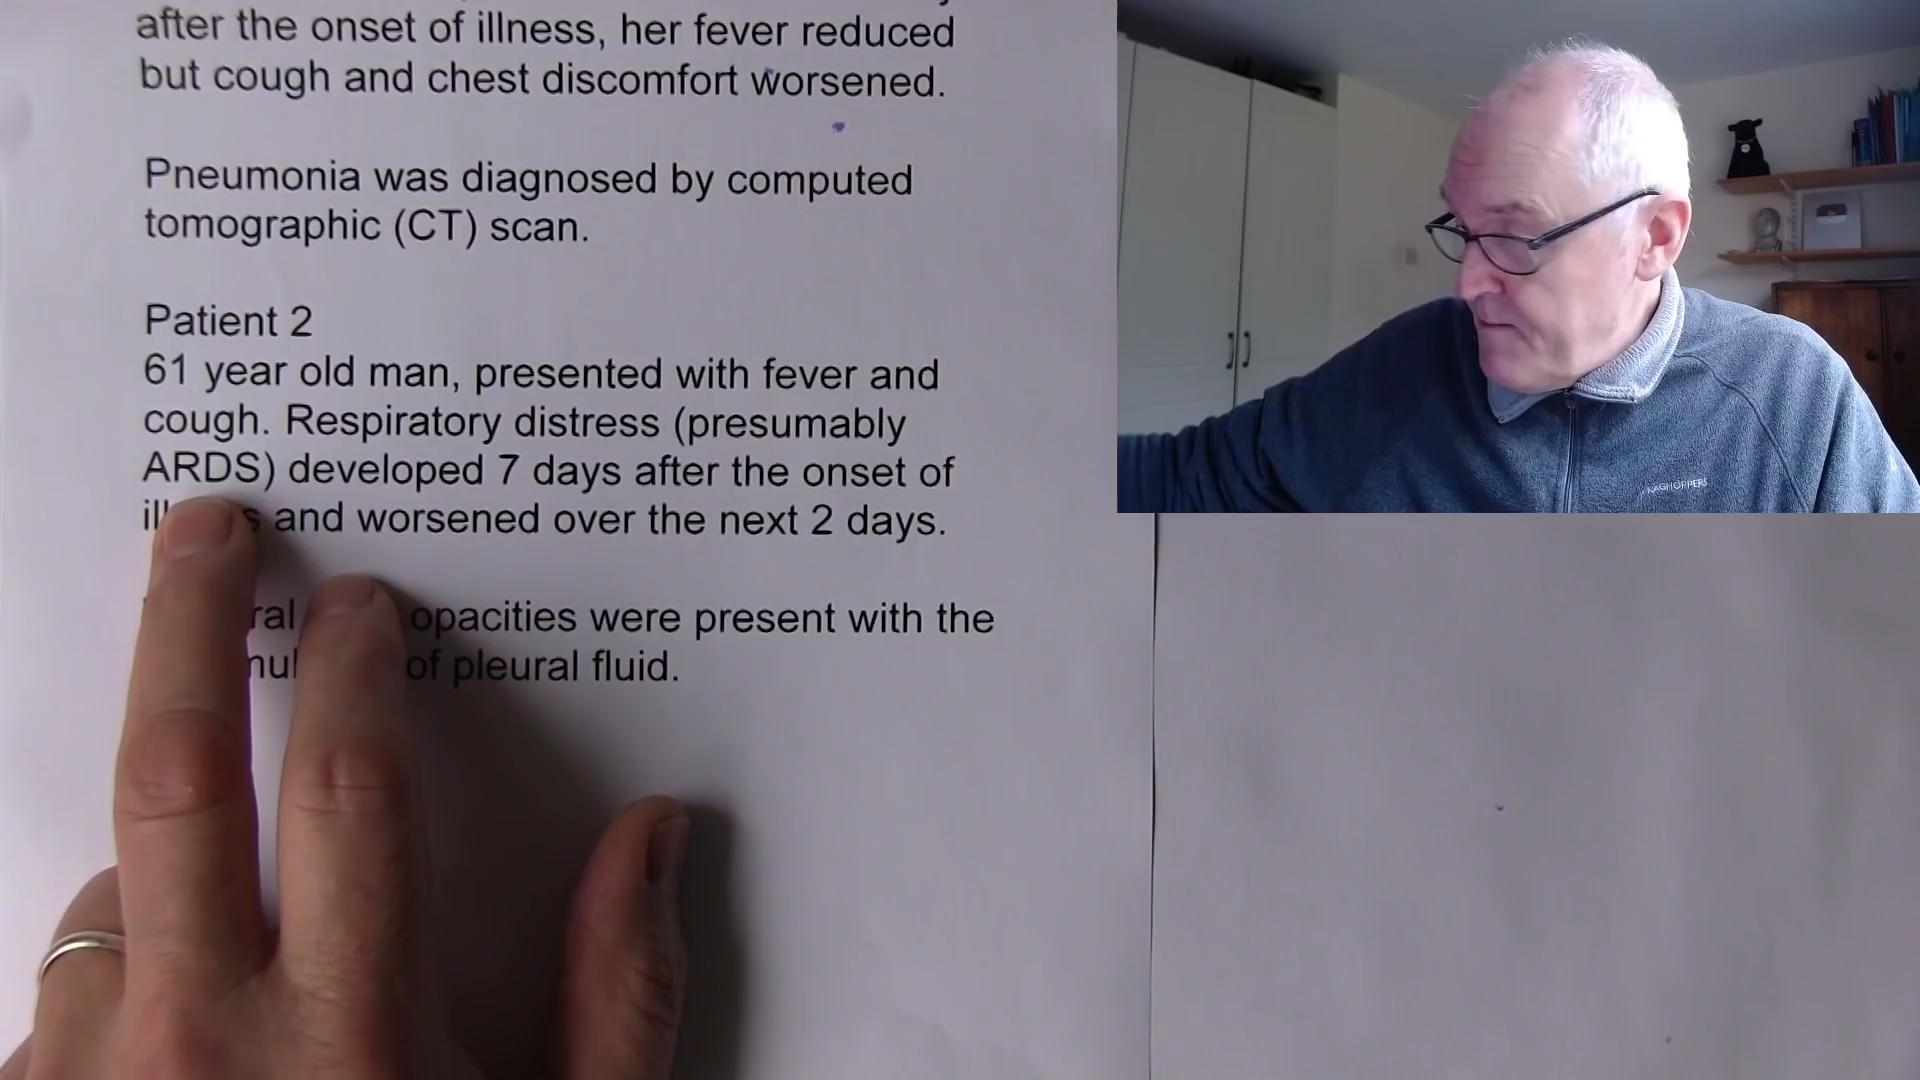 after the onset of illness, her fever reduced
but cough and chest discomfort worsened.
Pneumonia was diagnosed by computed
tomographic (CT) scan.
Patient 2
61 year old man, presented with fever and
cough. Respiratory distress (presumably
ARDS) developed 7 days after the onset of
and worsened over the next 2 days.
opacities were present with the
of pleural fluid.